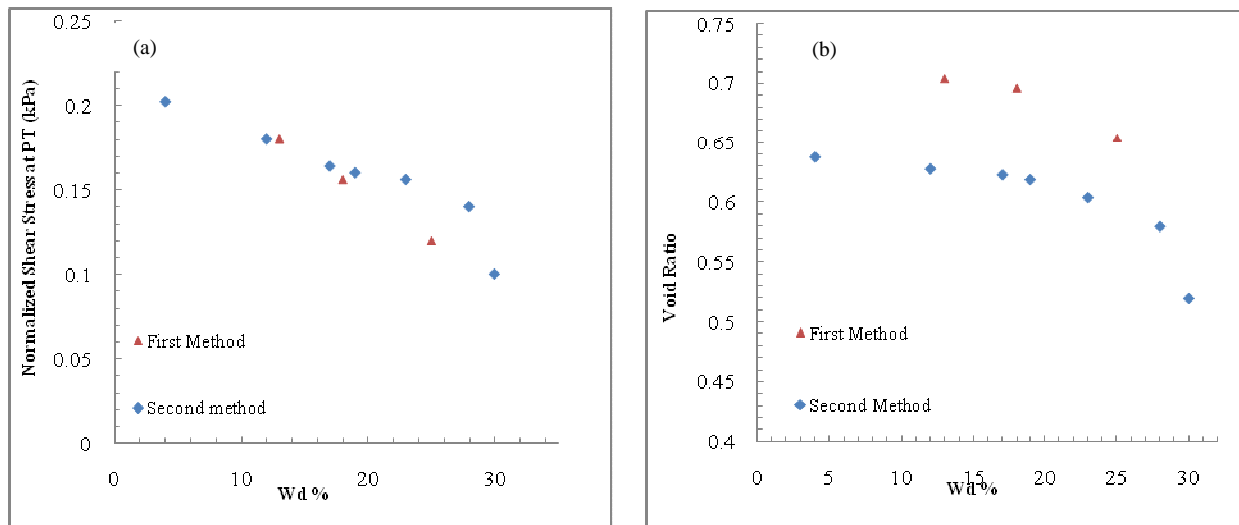 (a)
Normalized Shear Stress at PT (kPa)
0.25
0.2
0.15
0.1
0.05
0
First Method
Second method
0
10
20
30
Wd %
(b)
Void Ratio
0.75
0.7
0.65
0.6
0.55
0.5
0.45
0.4
First Method
Second Method
0
5
10
15
20
25
30
Wd %